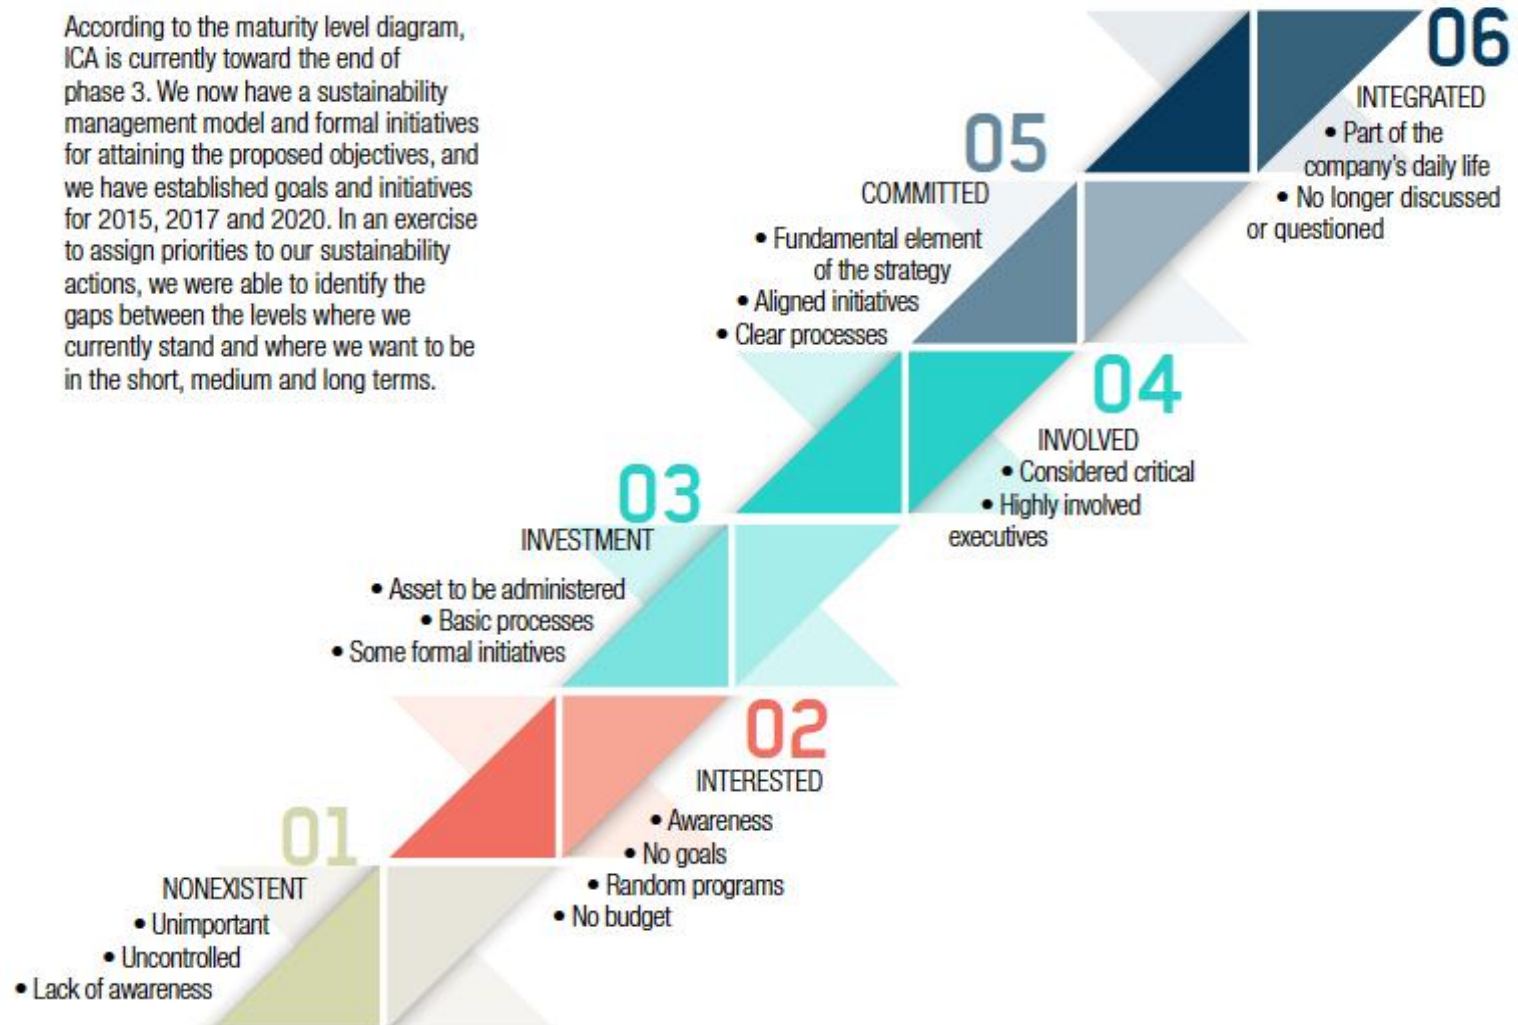 According to the maturity level diagram,
ICA is currently toward the end of
phase 3. We now have a sustainability
management model and formal initiatives
for attaining the proposed objectives, and
we have established goals and initiatives
for 2015, 2017 and 2020. In an exercise
to assign priorities to our sustainability
actions, we were able to identify the
gaps between the levels where we
currently stand and where we want to be
in the short, medium and long terms.
06
INTEGRATED
• Part of the
company's daily life
• No longer discussed
or questioned
05
COMMITTED
• Fundamental element
of the strategy
• Aligned initiatives
• Clear processes
04
INVOLVED
• Considered critical
• Highly involved
executives
03
INVESTMENT
• Asset to be administered
• Basic processes
• Some formal initiatives
02
INTERESTED
• Awareness
• No goals
• Random programs
• No budget
01
NONEXISTENT
• Unimportant
• Uncontrolled
• Lack of awareness